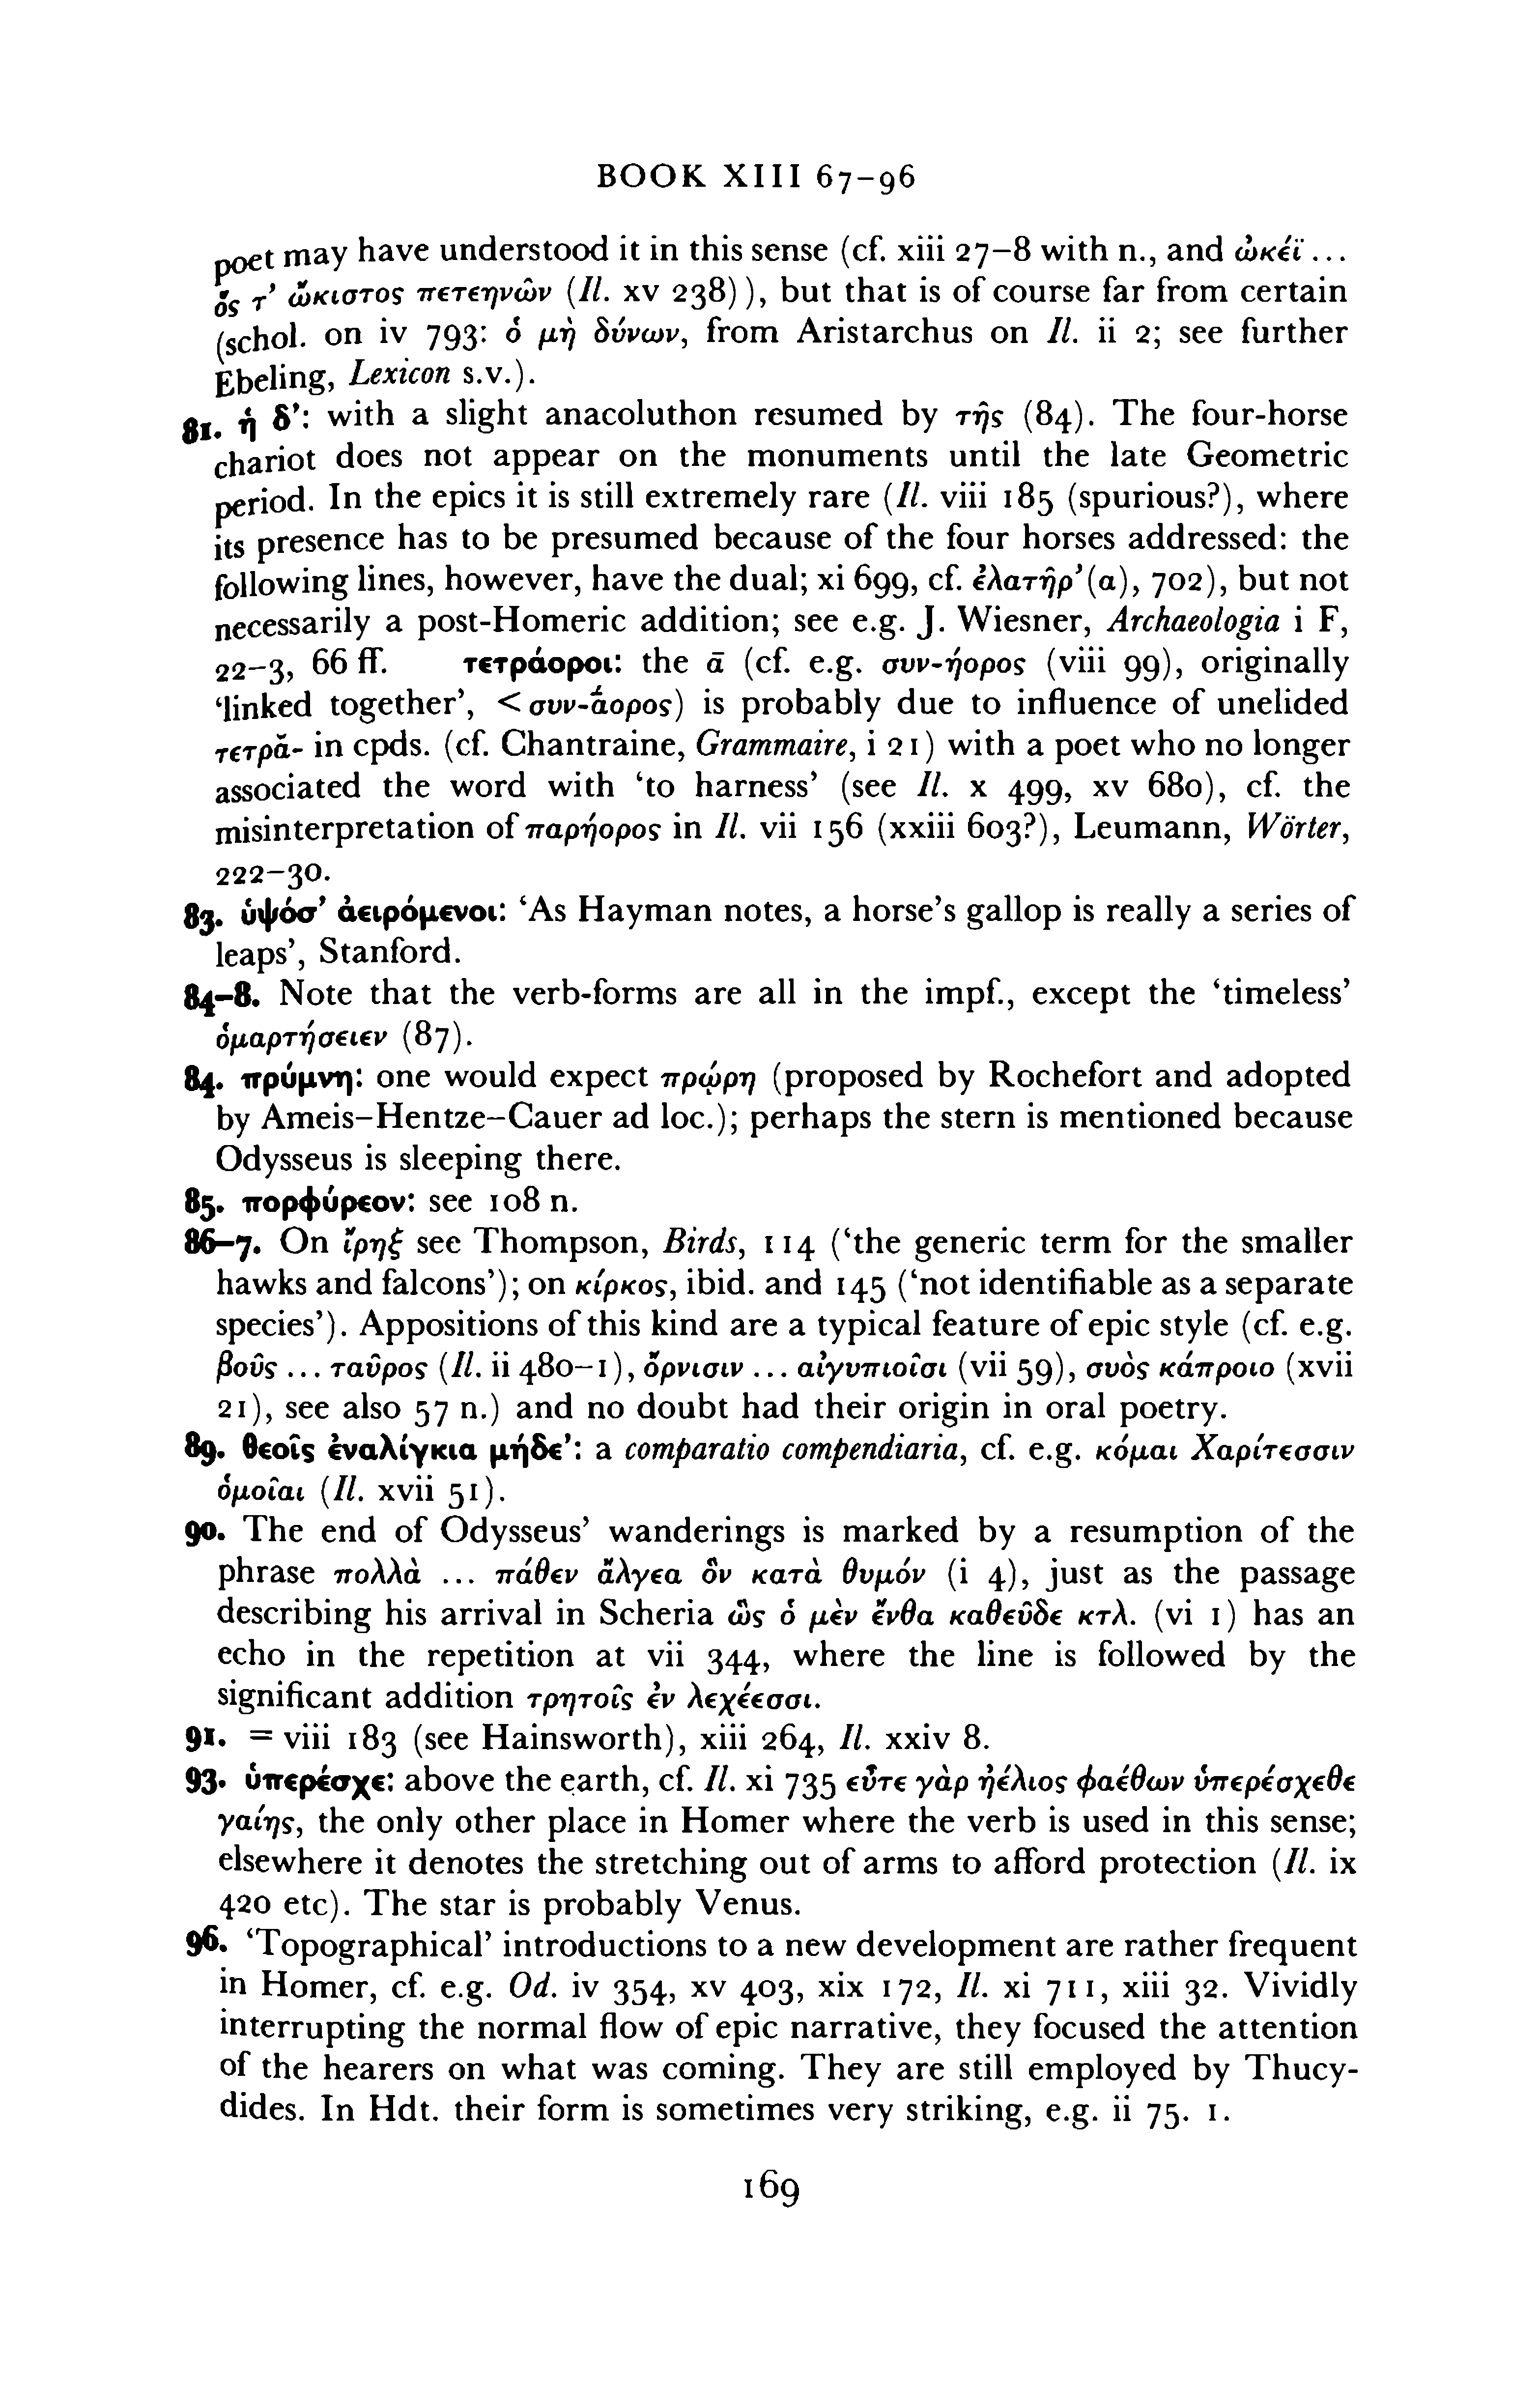 BOOK XIII 67–96
poet may have understood it in this sense (cf. xiii 27–8 with n., and ὠκέϊ ...
ὅς τ’ ὤκιστος πετεηνῶν (Il. xv 238)), but that is of course far from certain
(schol. on iv 793: ὁ μὴ δύνων, from Aristarchus on Il. ii 2; see further
Ebeling, Lexicon s.v.).
81. ἡ δ’: with a slight anacoluthon resumed by τῆς (84). The four-horse
chariot does not appear on the monuments until the late Geometric
period. In the epics it is still extremely rare (Il. viii 185 (spurious?), where
its presence has to be presumed because of the four horses addressed: the
following lines, however, have the dual; xi 699, cf. ἐλατῆρ’(α), 702), but not
necessarily a post-Homeric addition; see e.g. J. Wiesner, Archaeologia i F,
22–3, 66 ff. τετράοροι: the ᾱ (cf. e.g. συν-ήορος (viii 99), originally
‘linked together’, < συν-άορος) is probably due to influence of unelided
τετρᾰ- in cpds. (cf. Chantraine, Grammaire, i 21) with a poet who no longer
associated the word with ‘to harness’ (see Il. x 499, xv 680), cf. the
misinterpretation of παρήορος in Il. vii 156 (xxiii 603?), Leumann, Wörter,
222–30.
83. ὑψόσ’ ἀειρόμενοι: ‘As Hayman notes, a horse’s gallop is really a series of
leaps’, Stanford.
84–8. Note that the verb-forms are all in the impf., except the ‘timeless’
ὁμαρτήσειεν (87).
84. πρύμνη: one would expect πρῴρη (proposed by Rochefort and adopted
by Ameis–Hentze–Cauer ad loc.); perhaps the stern is mentioned because
Odysseus is sleeping there.
85. πορφύρεον: see 108 n.
86–7. On ἴρηξ see Thompson, Birds, 114 (‘the generic term for the smaller
hawks and falcons’); on κίρκος, ibid. and 145 (‘not identifiable as a separate
species’). Appositions of this kind are a typical feature of epic style (cf. e.g.
βοῦς ... ταῦρος (Il. ii 480–1), ὄρνισιν ... αἰγυπιοῖσι (vii 59), συὸς κάπροιο (xvii
21), see also 57 n.) and no doubt had their origin in oral poetry.
89. θεοῖς ἐναλίγκια μήδε’: a comparatio compendiaria, cf. e.g. κόμαι Χαρίτεσσιν
ὁμοῖαι (Il. xvii 51).
90. The end of Odysseus’ wanderings is marked by a resumption of the
phrase πολλὰ ... πάθεν ἄλγεα ὃν κατὰ θυμόν (i 4), just as the passage
describing his arrival in Scheria ὣς ὁ μὲν ἔνθα καθεῦδε κτλ. (vi 1) has an
echo in the repetition at vii 344, where the line is followed by the
significant addition τρητοῖς ἐν λεχέεσσι.
91. = viii 183 (see Hainsworth), xiii 264, Il. xxiv 8.
93. ὑπερέσχε: above the earth, cf. Il. xi 735 εὖτε γὰρ ἠέλιος φαέθων ὑπερέσχεθε
γαίης, the only other place in Homer where the verb is used in this sense;
elsewhere it denotes the stretching out of arms to afford protection (Il. ix
420 etc). The star is probably Venus.
96. ‘Topographical’ introductions to a new development are rather frequent
in Homer, cf. e.g. Od. iv 354, xv 403, xix 172, Il. xi 711, xiii 32. Vividly
interrupting the normal flow of epic narrative, they focused the attention
of the hearers on what was coming. They are still employed by Thucy-
dides. In Hdt. their form is sometimes very striking, e.g. ii 75. 1.
169